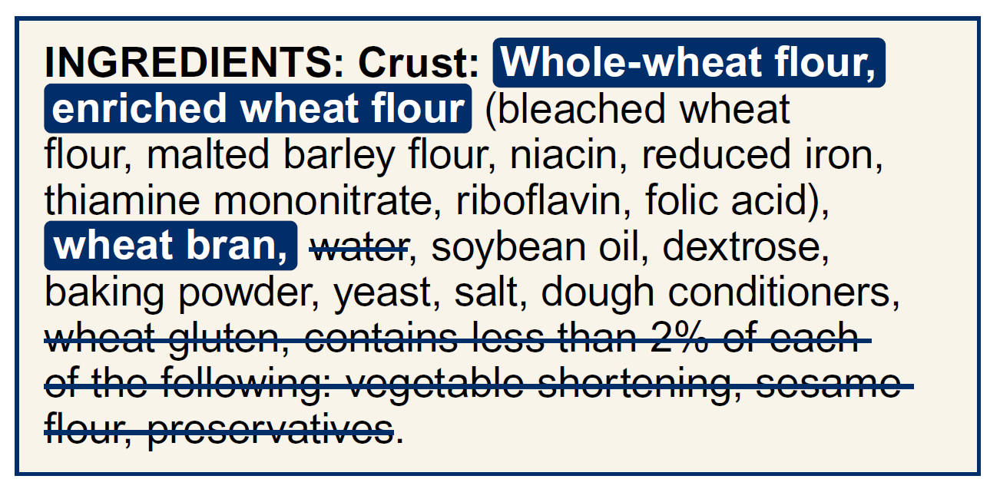 INGREDIENTS: Crust: Whole-wheat flour,
enriched wheat flour (bleached wheat
flour, malted barley flour, niacin, reduced iron,
thiamine mononitrate, riboflavin, folic acid),
wheat bran, water, soybean oil, dextrose,
baking powder, yeast, salt, dough conditioners,
wheat gluten, contains less than 2% of each
of the following: vegetable shortening, sesame
flour, preservatives.